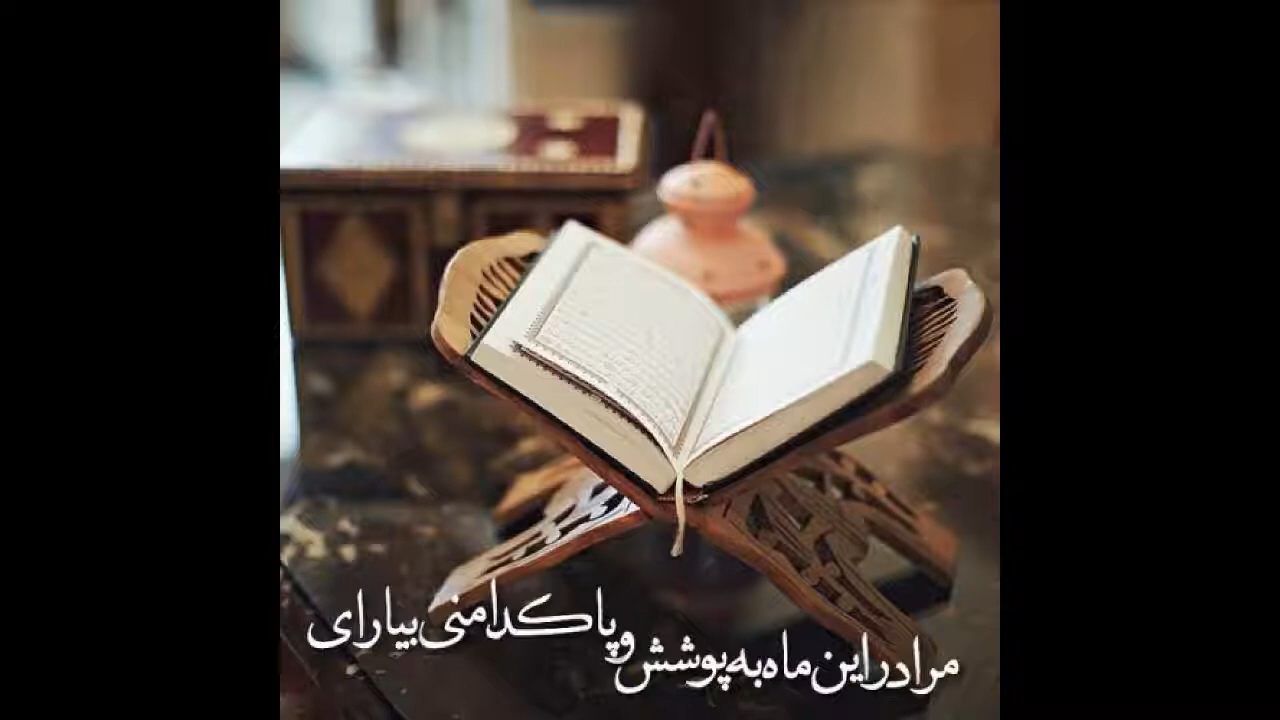 مرا در این ماه به پوشش و پاکدامنی بیارای